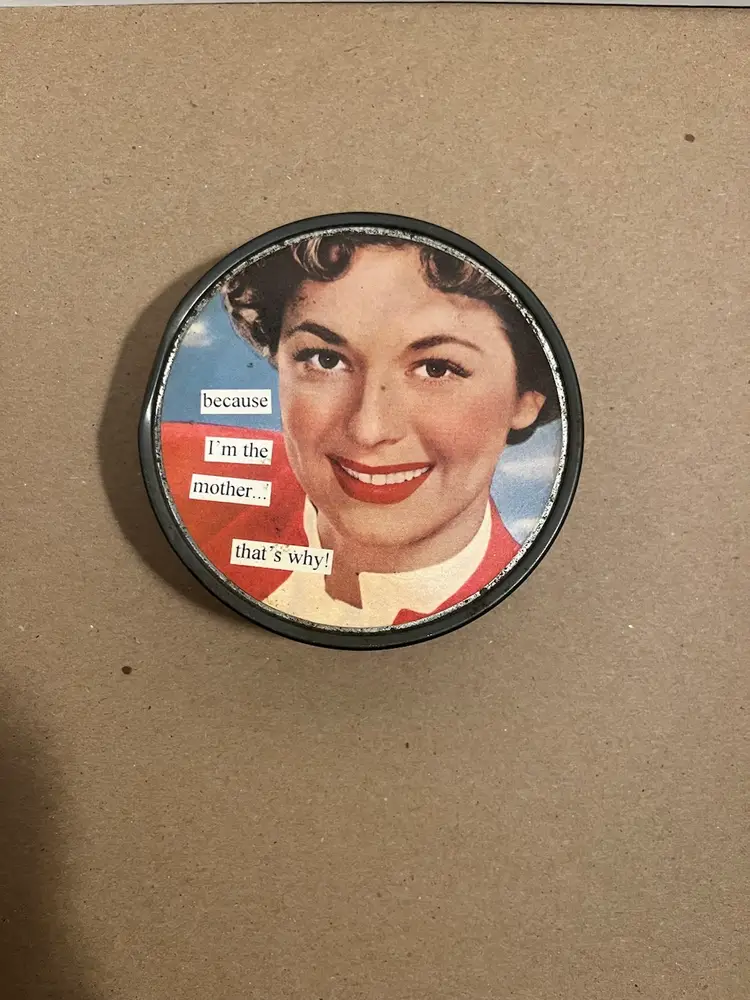 because
I'm the
mother...
that's why!